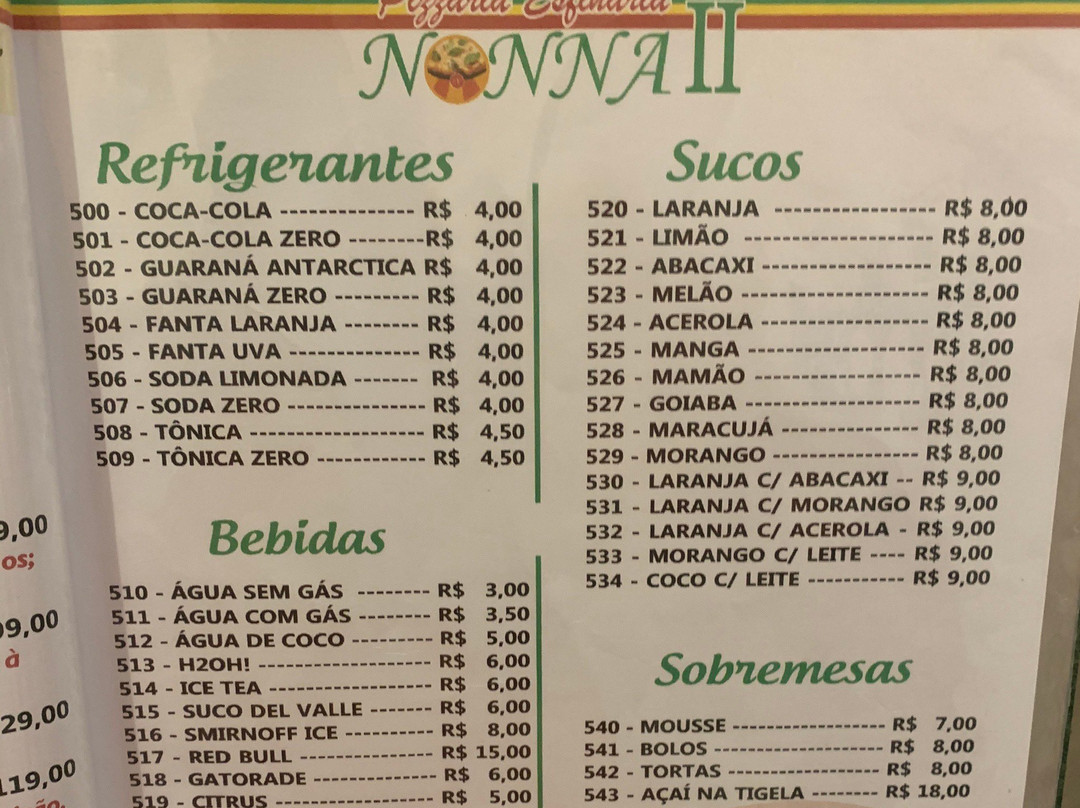 Pizzaria Esfiharia
NONNA II
Refrigerantes
500 - COCA-COLA -------------- R$ 4,00
501 - COCA-COLA ZERO --------R$ 4,00
502 - GUARANÁ ANTARCTICA R$ 4,00
503 - GUARANÁ ZERO --------- R$ 4,00
504 - FANTA LARANJA -------- R$ 4,00
505 - FANTA UVA -------------- R$ 4,00
506 - SODA LIMONADA ------- R$ 4,00
507 - SODA ZERO --------------- R$ 4,00
508 - TÔNICA ------------------- R$ 4,50
509 - TÔNICA ZERO ------------ R$ 4,50
Bebidas
510 - ÁGUA SEM GÁS -------- R$ 3,00
511 - ÁGUA COM GÁS -------- R$ 3,50
512 - ÁGUA DE COCO --------- R$ 5,00
513 - H2OH! ------------------- R$ 6,00
514 - ICE TEA ------------------ R$ 6,00
515 - SUCO DEL VALLE ------- R$ 6,00
516 - SMIRNOFF ICE ---------- R$ 8,00
517 - RED BULL --------------- R$ 15,00
518 - GATORADE -------------- R$ 6,00
519 - CITRUS ------------------ R$ 5,00
Sucos
520 - LARANJA ----------------- R$ 8,00
521 - LIMÃO -------------------- R$ 8,00
522 - ABACAXI ------------------ R$ 8,00
523 - MELÃO -------------------- R$ 8,00
524 - ACEROLA ------------------ R$ 8,00
525 - MANGA ------------------- R$ 8,00
526 - MAMÃO ------------------ R$ 8,00
527 - GOIABA ------------------- R$ 8,00
528 - MARACUJÁ --------------- R$ 8,00
529 - MORANGO ---------------- R$ 8,00
530 - LARANJA C/ ABACAXI -- R$ 9,00
531 - LARANJA C/ MORANGO R$ 9,00
532 - LARANJA C/ ACEROLA - R$ 9,00
533 - MORANGO C/ LEITE ---- R$ 9,00
534 - COCO C/ LEITE ----------- R$ 9,00
Sobremesas
540 - MOUSSE ------------------ R$ 7,00
541 - BOLOS -------------------- R$ 8,00
542 - TORTAS ------------------ R$ 8,00
543 - AÇAÍ NA TIGELA -------- R$ 18,00
9,00
os;
99,00
à
29,00
119,00